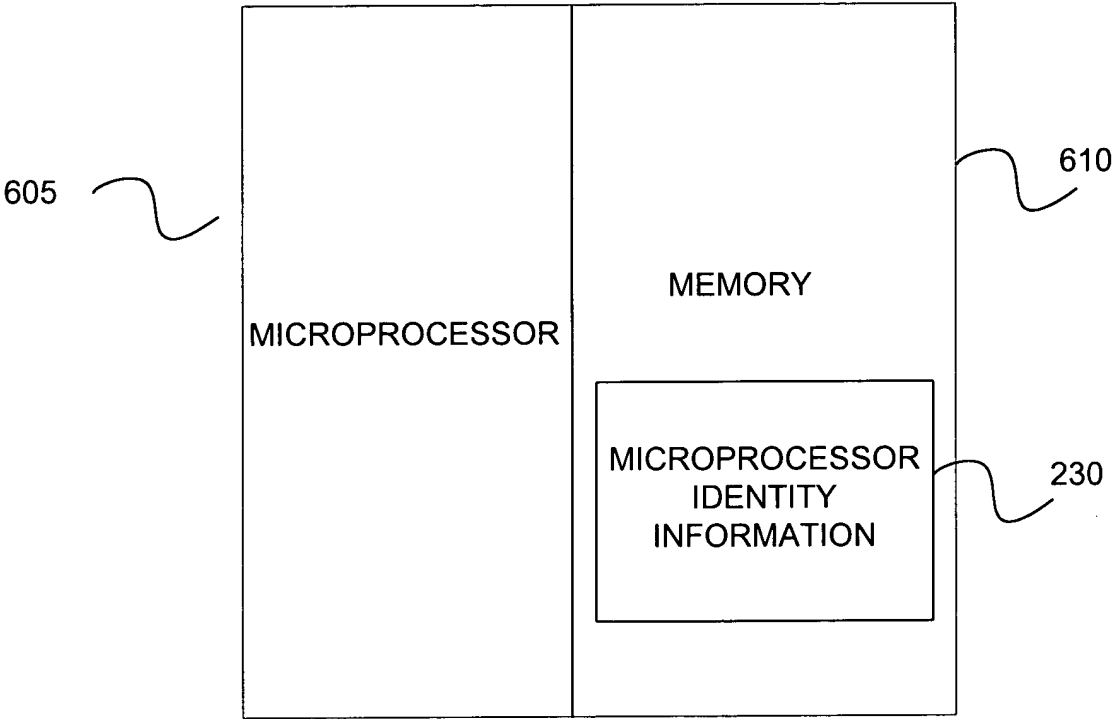 610
605
MEMORY
MICROPROCESSOR
MICROPROCESSOR
IDENTITY
INFORMATION
230